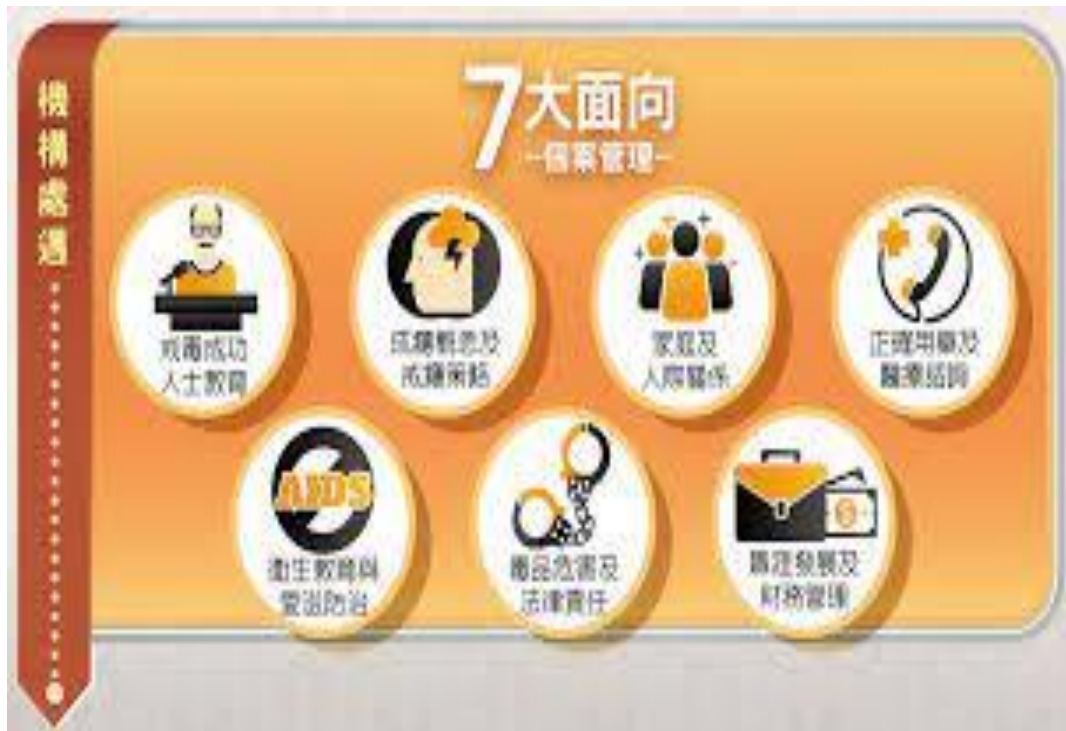 機構處遇
7大面向
-個案管理-
戒毒成功
人士教育
成癮概念及
戒癮策略
家庭及
人際關係
正確用藥及
醫療諮詢
AIDS
衛生教育與
愛滋防治
毒品危害及
法律責任
職涯發展及
財務管理